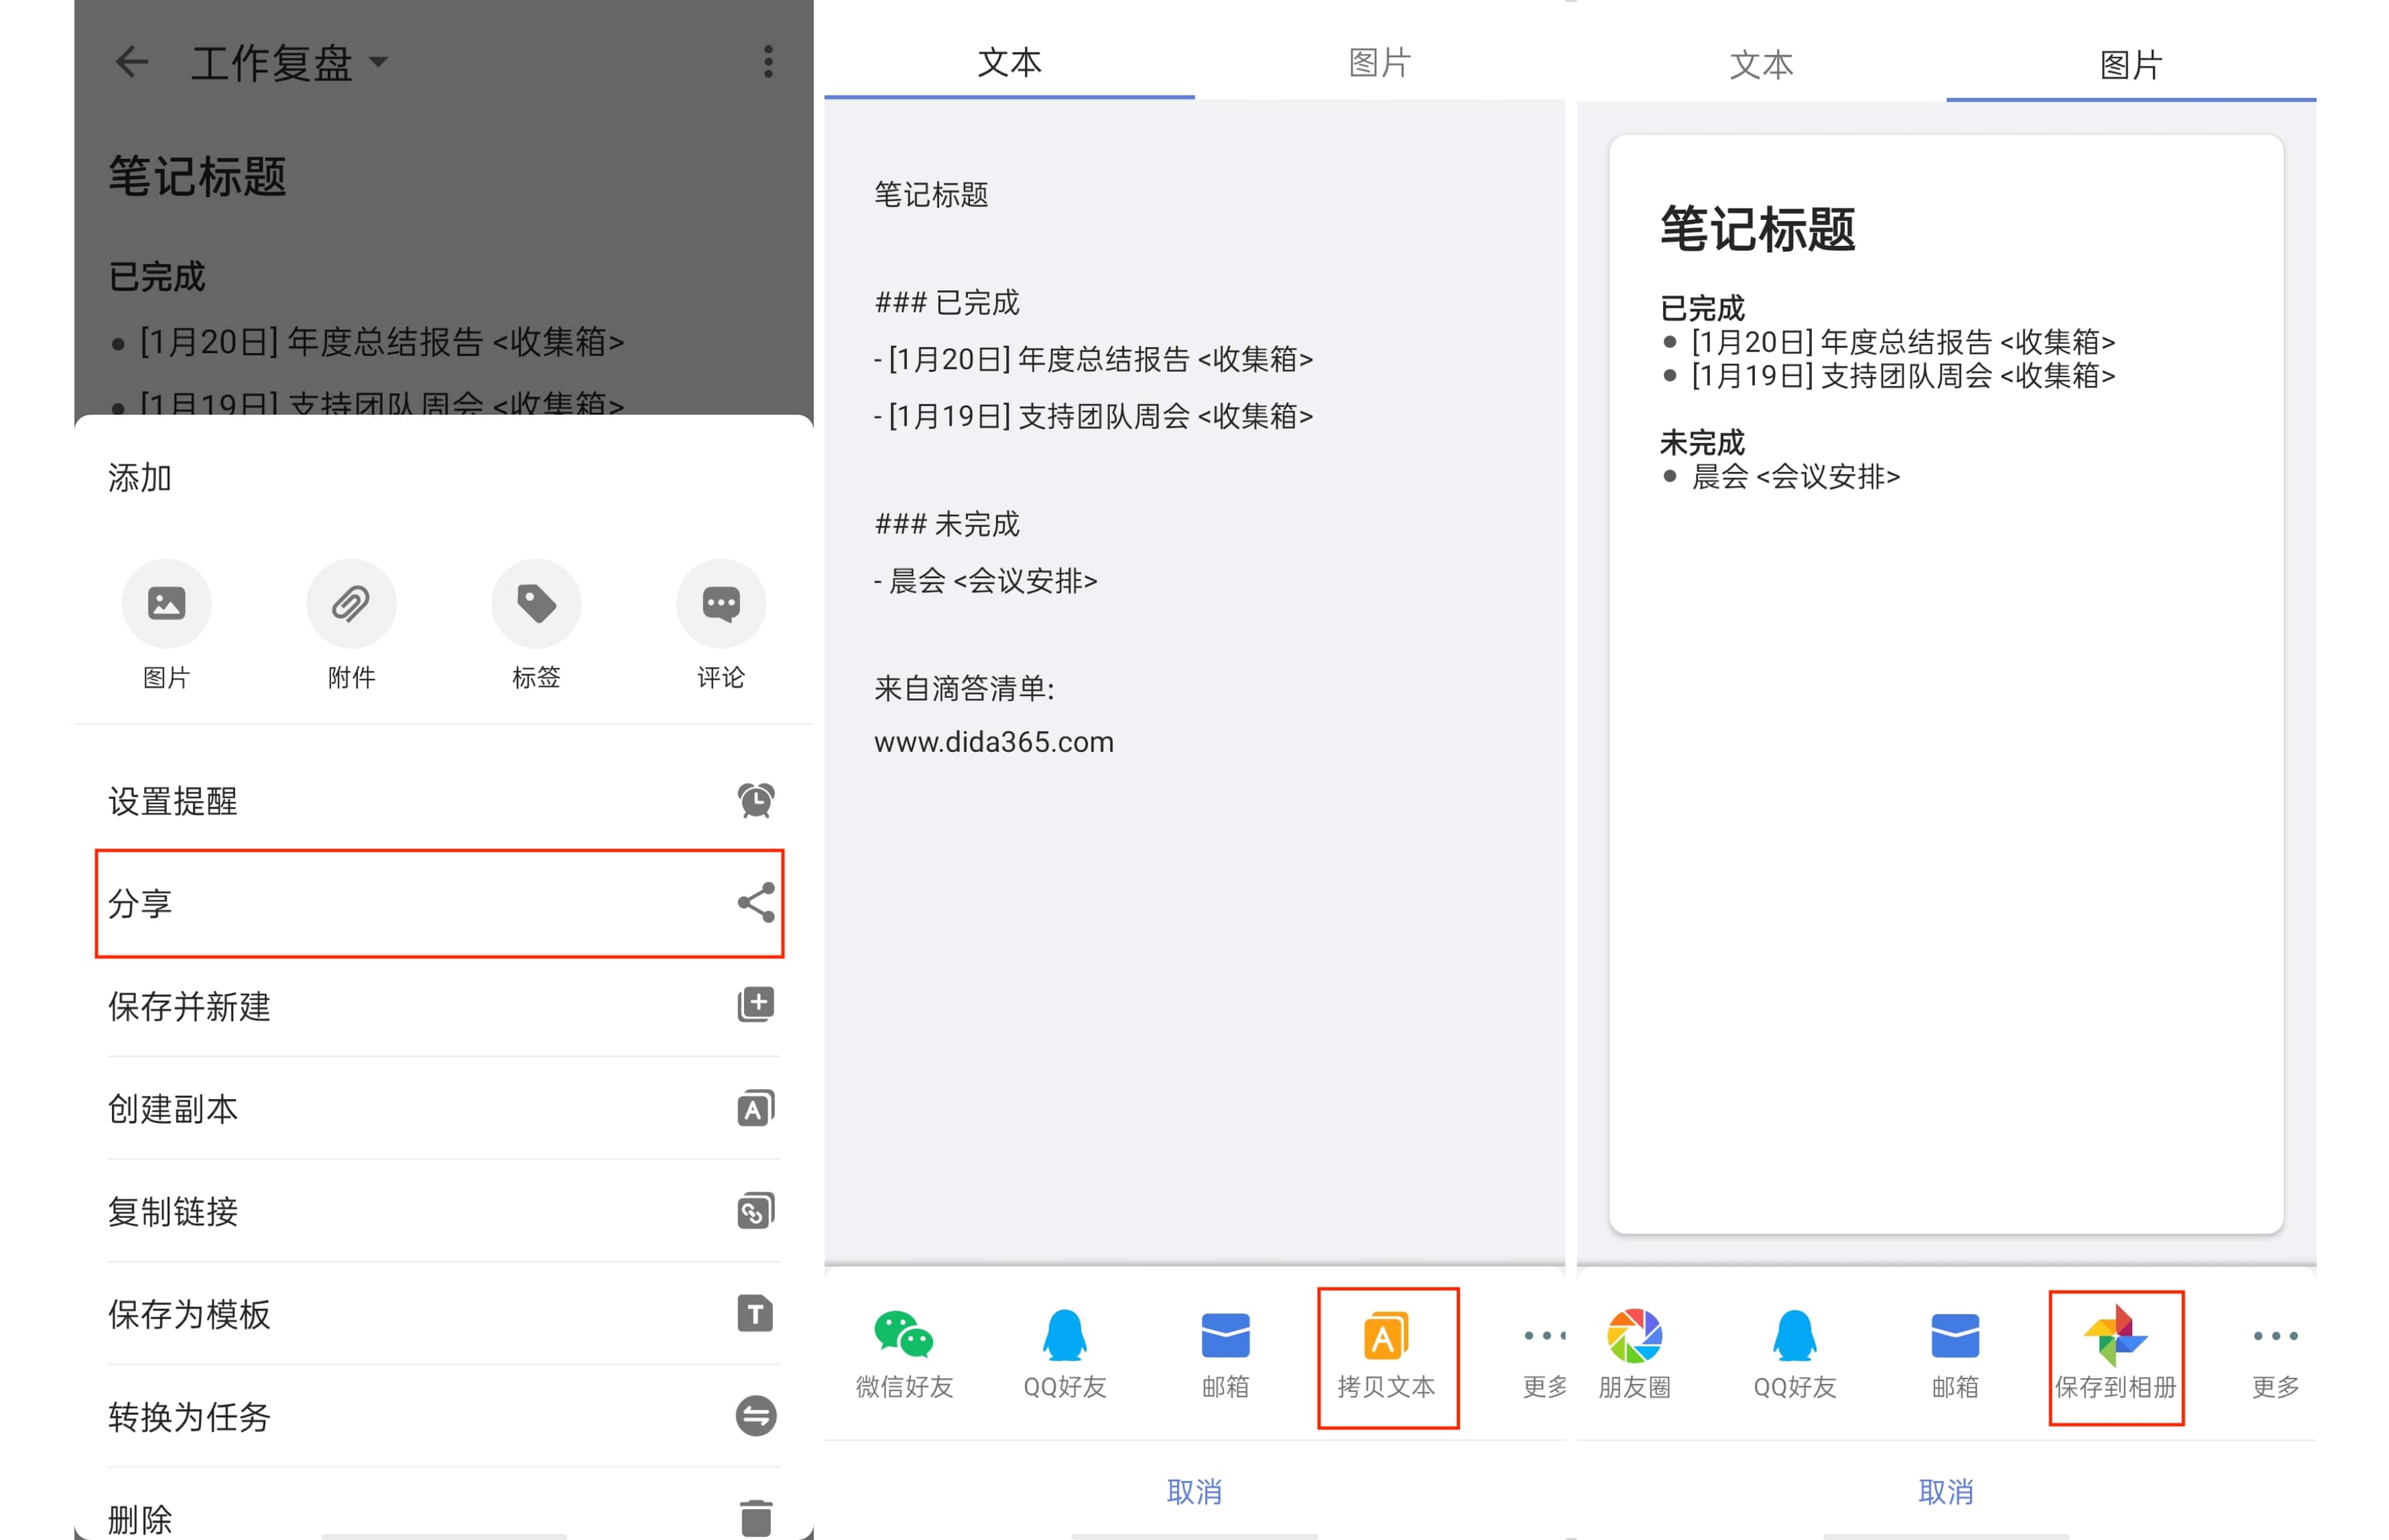 工作复盘
笔记标题
已完成
[1月20日] 年度总结报告 <收集箱>
[1月19日] 支持团队周会 <收集箱>
添加
图片 附件 标签 评论
设置提醒
分享
保存并新建
创建副本
复制链接
保存为模板
转换为任务
删除
文本 图片
笔记标题
### 已完成
- [1月20日] 年度总结报告 <收集箱>
- [1月19日] 支持团队周会 <收集箱>
### 未完成
- 晨会 <会议安排>
来自滴答清单:
www.dida365.com
微信好友 QQ好友 邮箱 拷贝文本 更多
取消
文本 图片
笔记标题
已完成
[1月20日] 年度总结报告 <收集箱>
[1月19日] 支持团队周会 <收集箱>
未完成
晨会 <会议安排>
朋友圈 QQ好友 邮箱 保存到相册 更多
取消